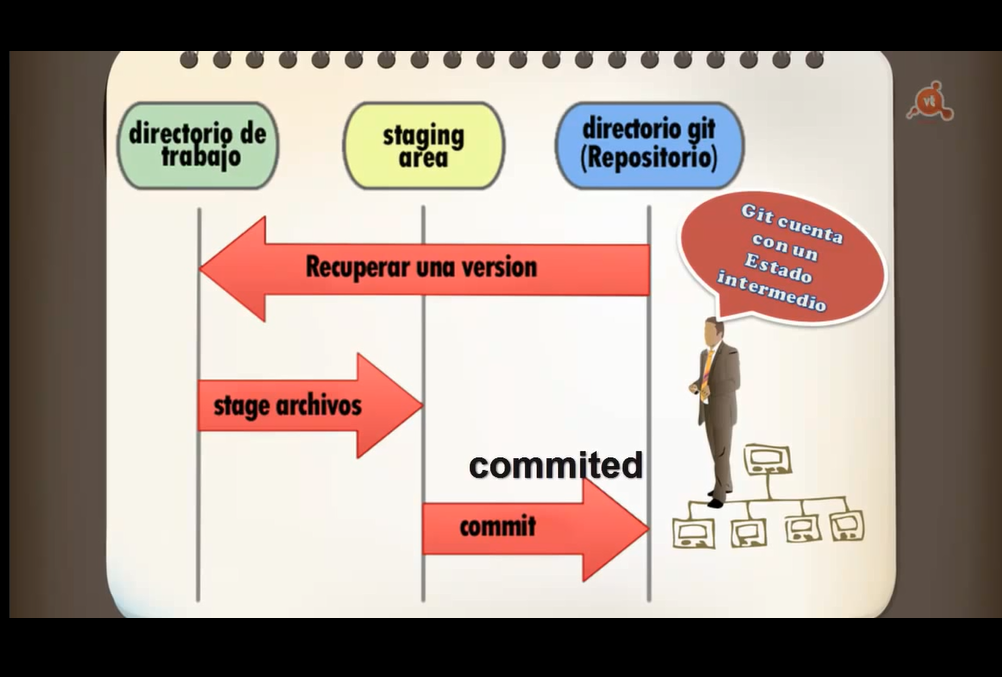 directorio de
trabajo
staging
area
directorio git
(Repositorio)
vt
Git cuenta
con un
Estado
intermedio
Recuperar una version
stage archivos
commited
commit